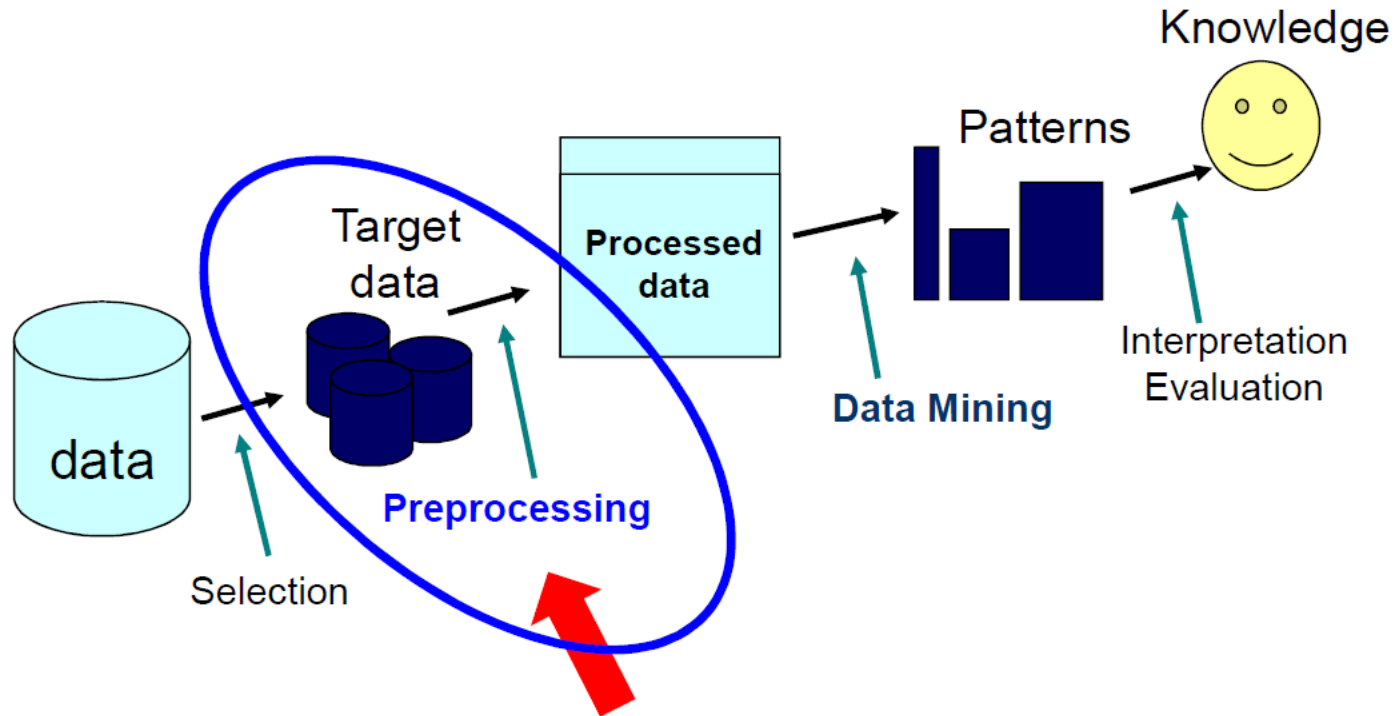 Knowledge
Patterns
Target
data
Processed
data
data
Interpretation
Evaluation
Data Mining
Preprocessing
Selection